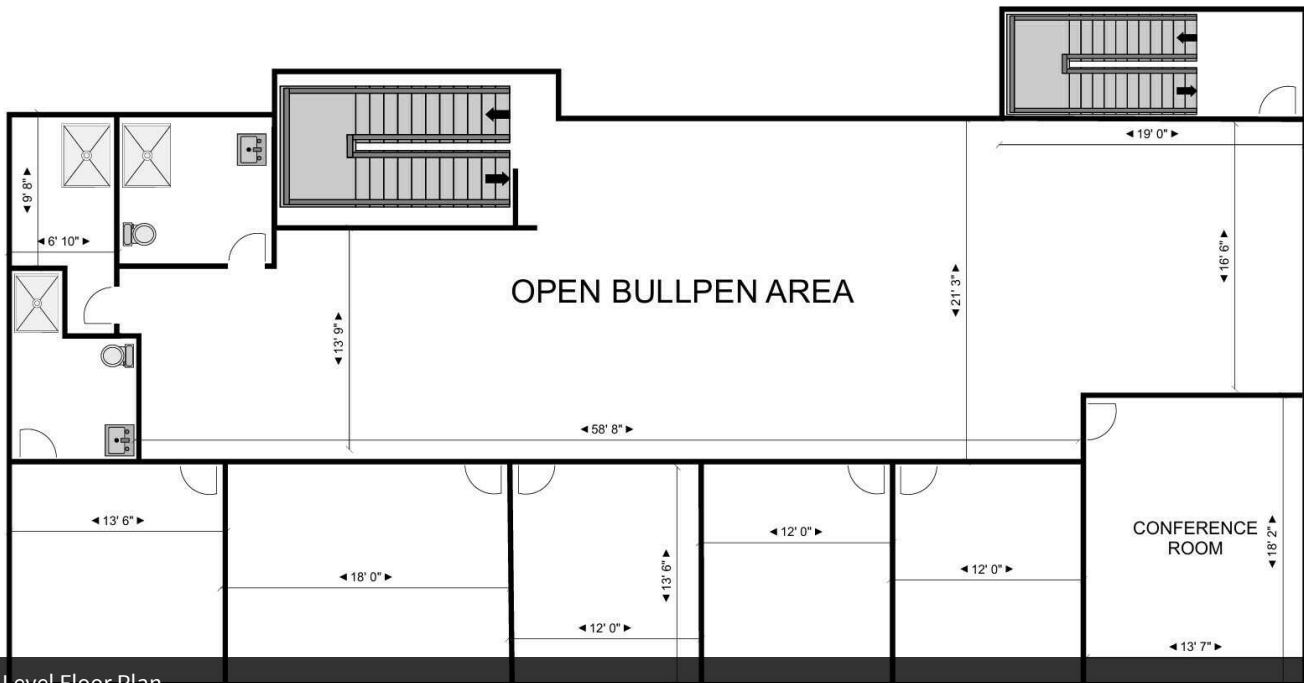 ◄ 19' 0" ►
◄ 9' 8" ►
◄ 6' 10" ►
◄ 16' 6" ►
OPEN BULLPEN AREA
◄ 21' 3" ►
◄ 13' 9" ►
◄ 58' 8" ►
◄ 13' 6" ►
◄ 12' 0" ►
CONFERENCE
ROOM
◄ 18' 2" ►
◄ 18' 0" ►
◄ 13' 6" ►
◄ 12' 0" ►
◄ 12' 0" ►
◄ 13' 7" ►
Level Floor Plan